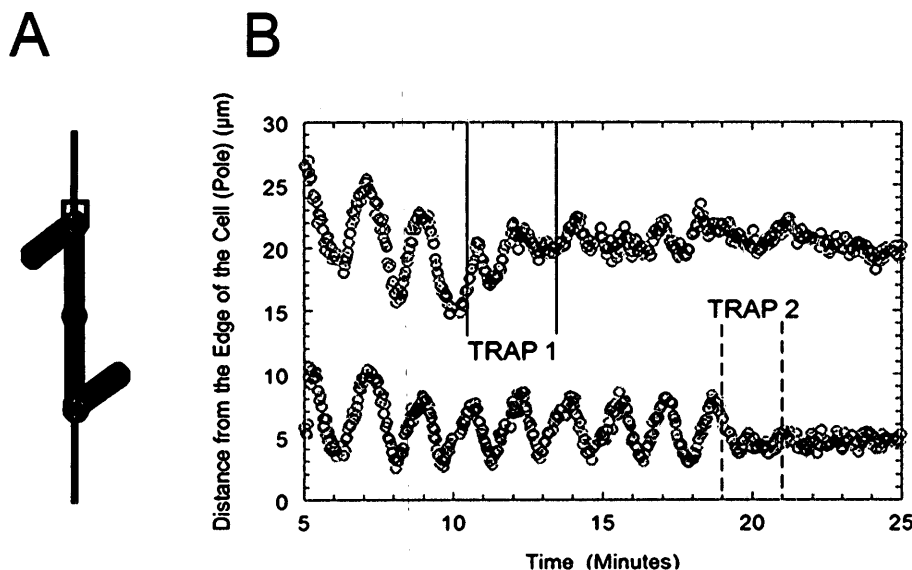 A
B
Distance from the Edge of the Cell (Pole) (μm)
30
25
20
15
10
5
0
TRAP 1
TRAP 2
5
10
15
20
25
Time (Minutes)